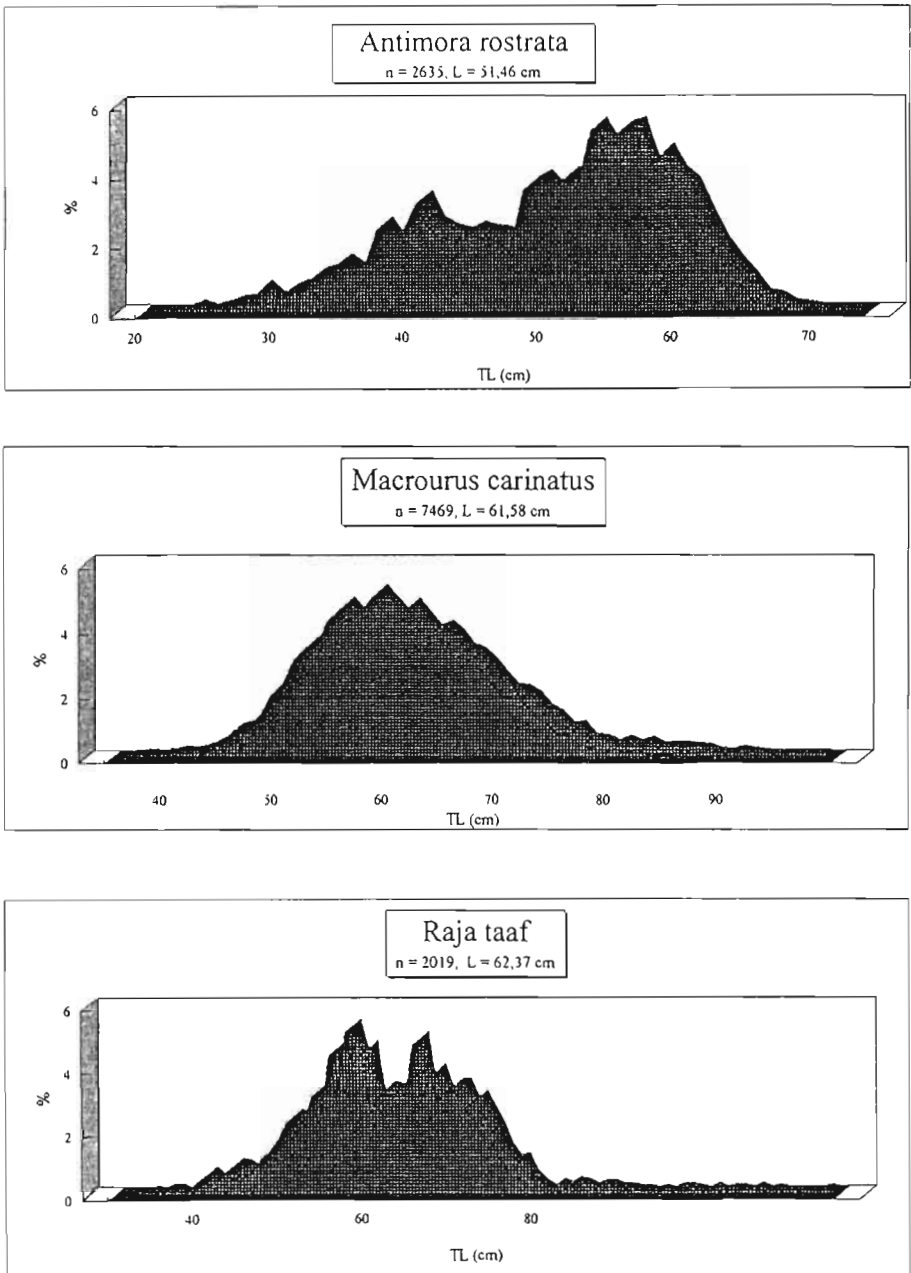 Antimora rostrata
n = 2635, L = 51,46 cm
6
4
%
2
0
20 30 40 50 60 70
TL (cm)
Macrourus carinatus
n = 7469, L = 61,58 cm
6
4
%
2
0
40 50 60 70 80 90
TL (cm)
Raja taaf
n = 2019, L = 62,37 cm
6
4
%
2
0
40 60 80
TL (cm)